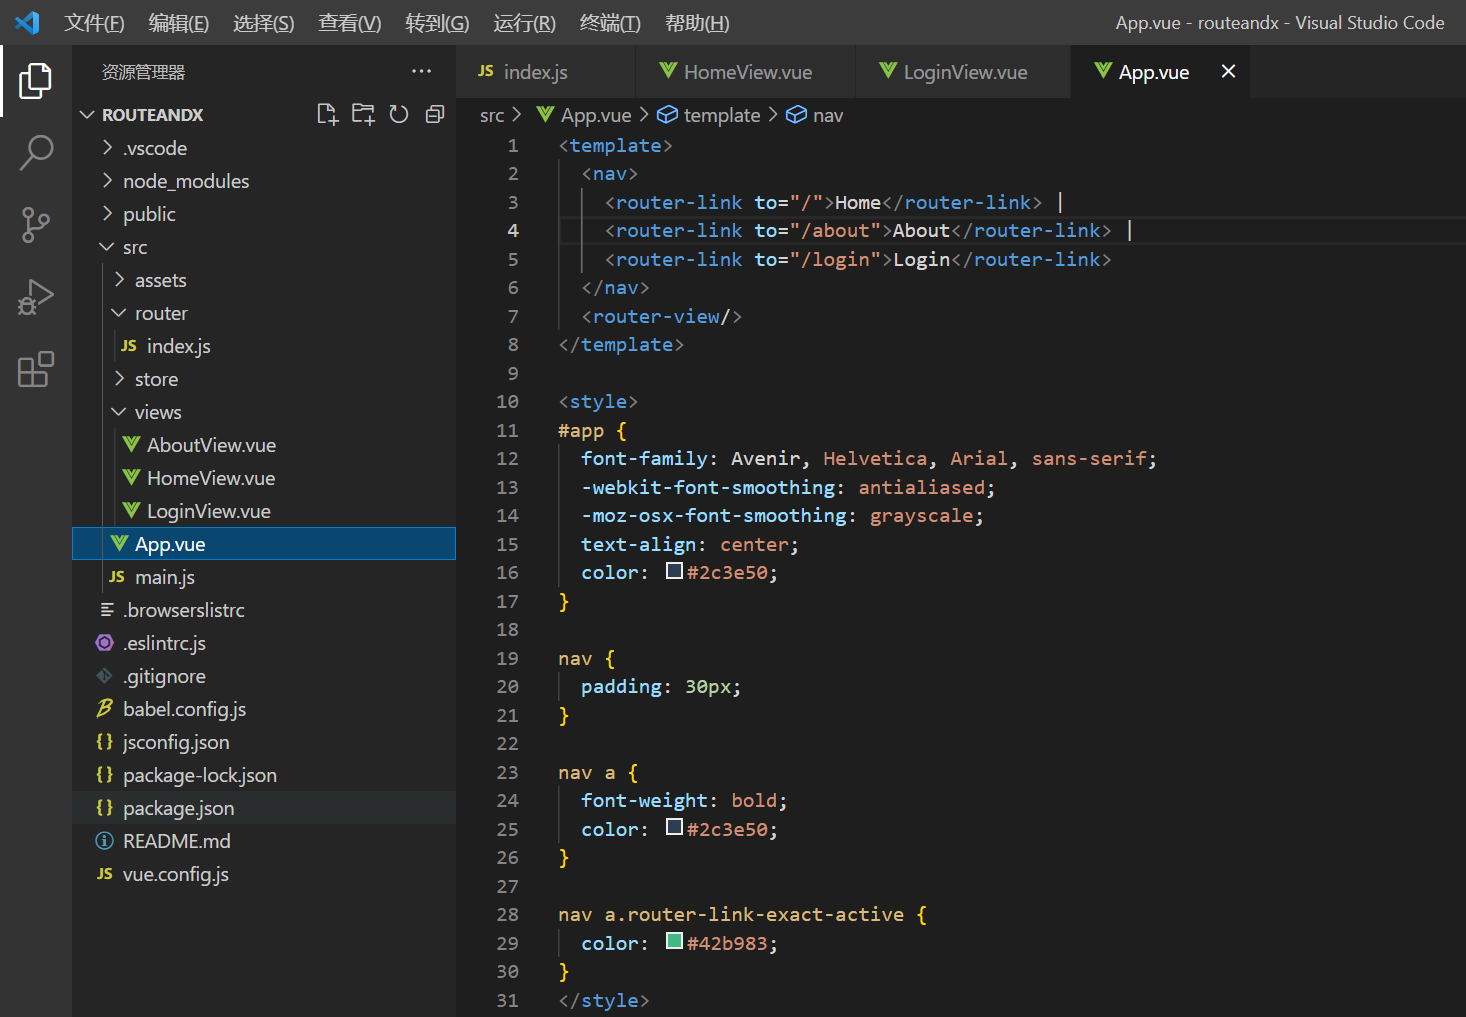 文件(F) 编辑(E) 选择(S) 查看(V) 转到(G) 运行(R) 终端(T) 帮助(H) App.vue - routeandx - Visual Studio Code
资源管理器 ···
ROUTEANDX
.vscode
node_modules
public
src
assets
router
JS index.js
store
views
AboutView.vue
HomeView.vue
LoginView.vue
App.vue
JS main.js
.browserslistrc
.eslintrc.js
.gitignore
babel.config.js
{} jsconfig.json
{} package-lock.json
{} package.json
README.md
JS vue.config.js
JS index.js HomeView.vue LoginView.vue App.vue
src > App.vue > template > nav
1 <template>
2 <nav>
3 <router-link to="/">Home</router-link> |
4 <router-link to="/about">About</router-link> |
5 <router-link to="/login">Login</router-link>
6 </nav>
7 <router-view/>
8 </template>
9
10 <style>
11 #app {
12 font-family: Avenir, Helvetica, Arial, sans-serif;
13 -webkit-font-smoothing: antialiased;
14 -moz-osx-font-smoothing: grayscale;
15 text-align: center;
16 color: #2c3e50;
17 }
18
19 nav {
20 padding: 30px;
21 }
22
23 nav a {
24 font-weight: bold;
25 color: #2c3e50;
26 }
27
28 nav a.router-link-exact-active {
29 color: #42b983;
30 }
31 </style>